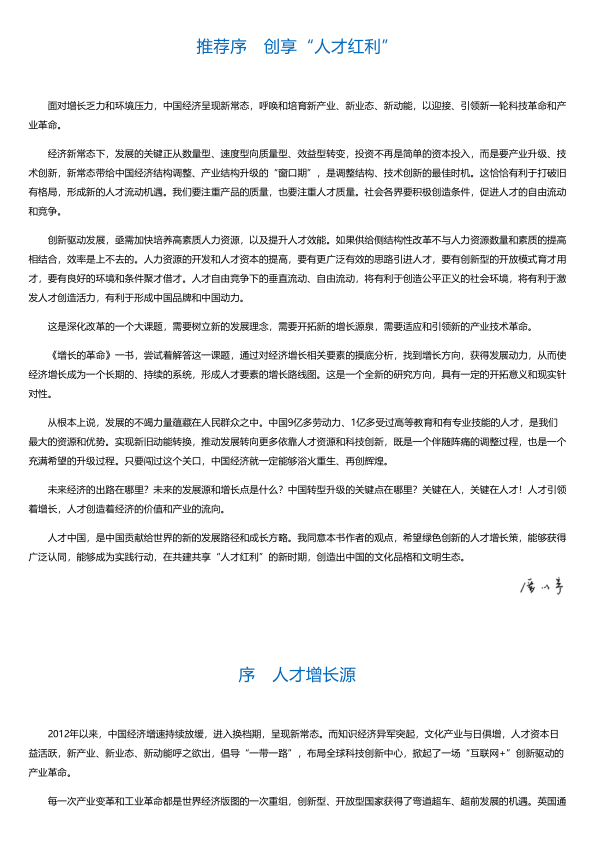 推荐序　创享“人才红利”
面对增长乏力和环境压力，中国经济呈现新常态，呼唤和培育新产业、新业态、新动能，以迎接、引领新一轮科技革命和产
业革命。
经济新常态下，发展的关键正从数量型、速度型向质量型、效益型转变，投资不再是简单的资本投入，而是要产业升级、技
术创新，新常态带给中国经济结构调整、产业结构升级的“窗口期”，是调整结构、技术创新的最佳时机。这恰恰有利于打破旧
有格局，形成新的人才流动机遇。我们要注重产品的质量，也要注重人才质量。社会各界要积极创造条件，促进人才的自由流动
和竞争。
创新驱动发展，亟需加快培养高素质人力资源，以及提升人才效能。如果供给侧结构性改革不与人力资源数量和素质的提高
相结合，效率是上不去的。人力资源的开发和人才资本的提高，要有更广泛有效的思路引进人才，要有创新型的开放模式育才用
才，要有良好的环境和条件聚才借才。人才自由竞争下的垂直流动、自由流动，将有利于创造公平正义的社会环境，将有利于激
发人才创造活力，有利于形成中国品牌和中国动力。
这是深化改革的一个大课题，需要树立新的发展理念，需要开拓新的增长源泉，需要适应和引领新的产业技术革命。
《增长的革命》一书，尝试着解答这一课题，通过对经济增长相关要素的摸底分析，找到增长方向，获得发展动力，从而使
经济增长成为一个长期的、持续的系统，形成人才要素的增长路线图。这是一个全新的研究方向，具有一定的开拓意义和现实针
对性。
从根本上说，发展的不竭力量蕴藏在人民群众之中。中国9亿多劳动力、1亿多受过高等教育和有专业技能的人才，是我们
最大的资源和优势。实现新旧动能转换，推动发展转向更多依靠人才资源和科技创新，既是一个伴随阵痛的调整过程，也是一个
充满希望的升级过程。只要闯过这个关口，中国经济就一定能够浴火重生、再创辉煌。
未来经济的出路在哪里？未来的发展源和增长点是什么？中国转型升级的关键点在哪里？关键在人，关键在人才！人才引领
着增长，人才创造着经济的价值和产业的流向。
人才中国，是中国贡献给世界的新的发展路径和成长方略。我同意本书作者的观点，希望绿色创新的人才增长策，能够获得
广泛认同，能够成为实践行动，在共建共享“人才红利”的新时期，创造出中国的文化品格和文明生态。
序　人才增长源
2012年以来，中国经济增速持续放缓，进入换档期，呈现新常态。而知识经济异军突起，文化产业与日俱增，人才资本日
益活跃，新产业、新业态、新动能呼之欲出，倡导“一带一路”，布局全球科技创新中心，掀起了一场“互联网+”创新驱动的
产业革命。
每一次产业变革和工业革命都是世界经济版图的一次重组，创新型、开放型国家获得了弯道超车、超前发展的机遇。英国通